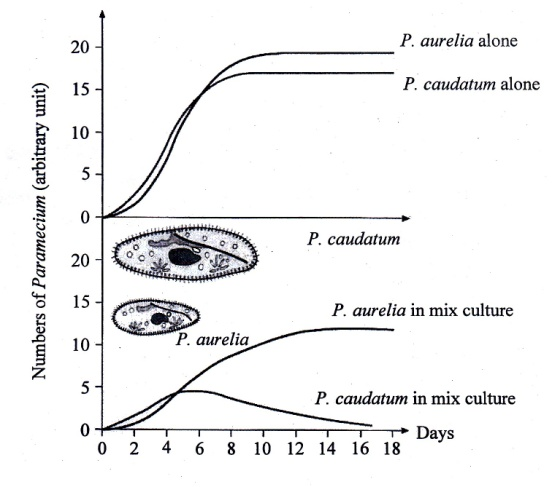 Numbers of Paramecium (arbitrary unit)
20
15
10
5
0
P. aurelia alone
P. caudatum alone
P. caudatum
20
15
10
5
0
P. aurelia
P. aurelia in mix culture
P. caudatum in mix culture
0 2 4 6 8 10 12 14 16 18 Days